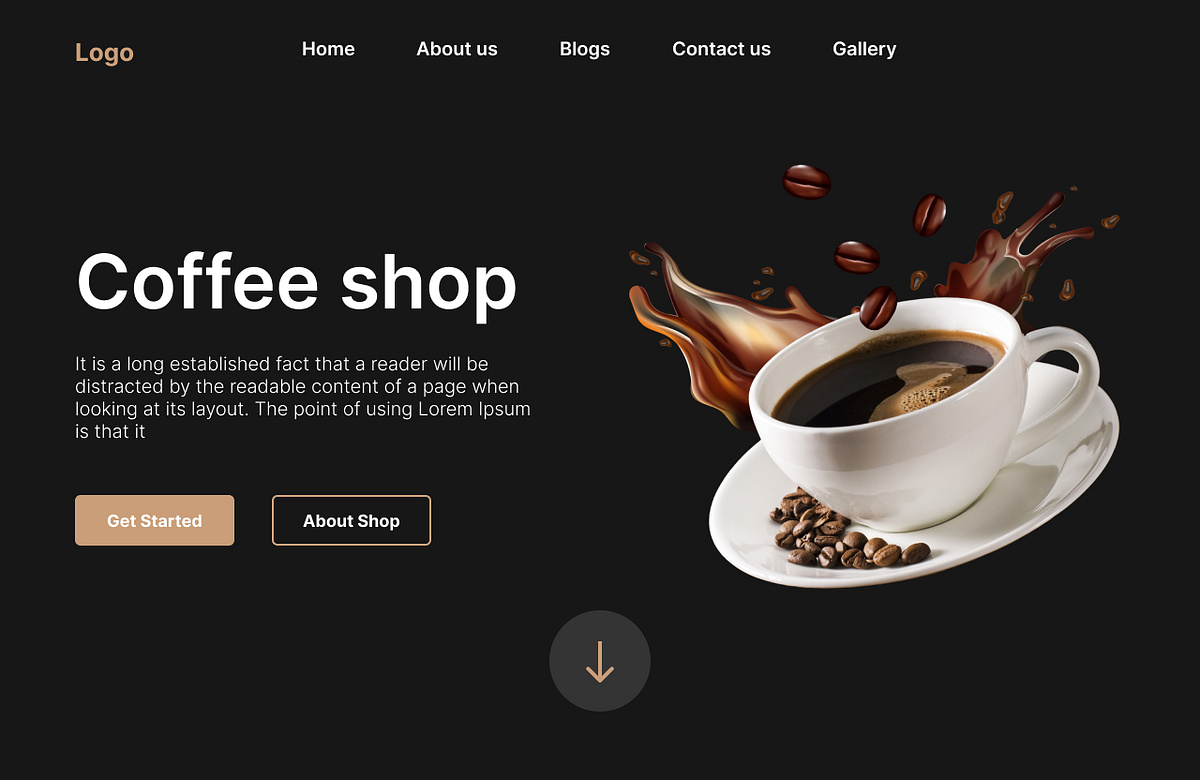 Logo
Home About us Blogs Contact us Gallery
Coffee shop
It is a long established fact that a reader will be
distracted by the readable content of a page when
looking at its layout. The point of using Lorem Ipsum
is that it
Get Started About Shop